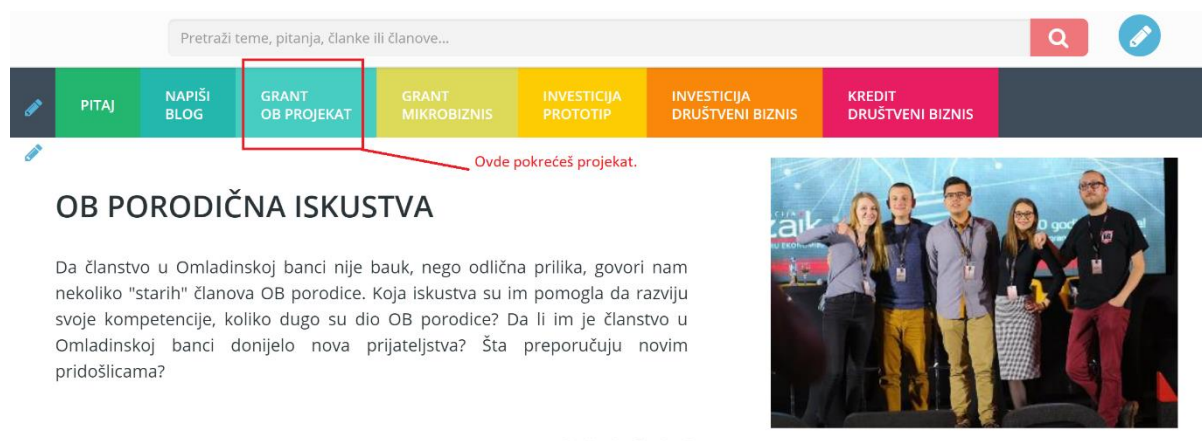 Pretraži teme, pitanja, članke ili članove...
PITAJ
NAPIŠI
BLOG
GRANT
OB PROJEKAT
GRANT
MIKROBIZNIS
INVESTICIJA
PROTOTIP
INVESTICIJA
DRUŠTVENI BIZNIS
KREDIT
DRUŠTVENI BIZNIS
Ovde pokrećeš projekat.
OB PORODIČNA ISKUSTVA
Da članstvo u Omladinskoj banci nije bauk, nego odlična prilika, govori nam
nekoliko "starih" članova OB porodice. Koja iskustva su im pomogla da razviju
svoje kompetencije, koliko dugo su dio OB porodice? Da li im je članstvo u
Omladinskoj banci donijelo nova prijateljstva? Šta preporučuju novim
pridošlicama?